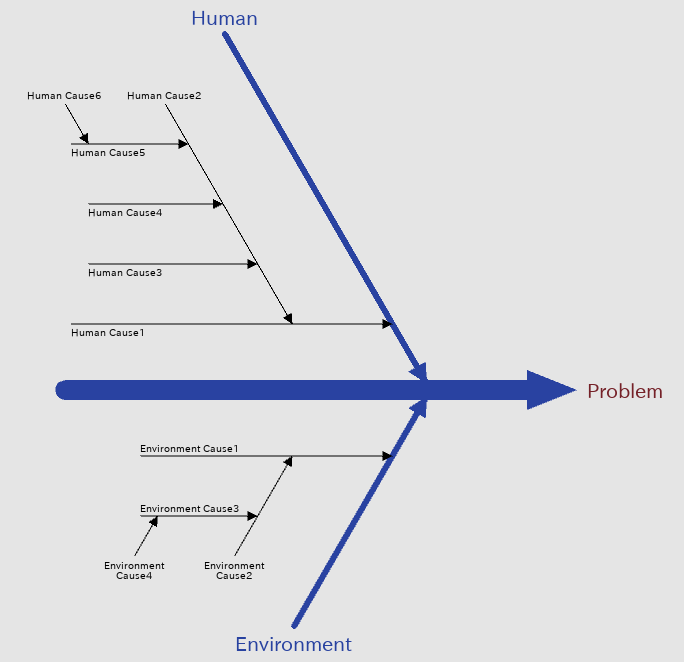 Human
Human Cause6
Human Cause2
Human Cause5
Human Cause4
Human Cause3
Human Cause1
Problem
Environment Cause1
Environment Cause3
Environment
Cause4
Environment
Cause2
Environment